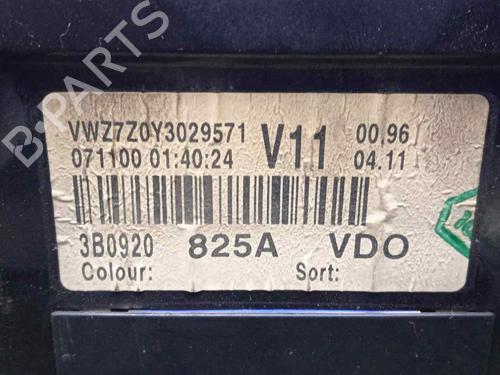 VWZ7Z0Y3029571 V11 00,96
071100 01:40:24 04.11
3B0920 825A VDO
Colour: Sort:
B-PARTS